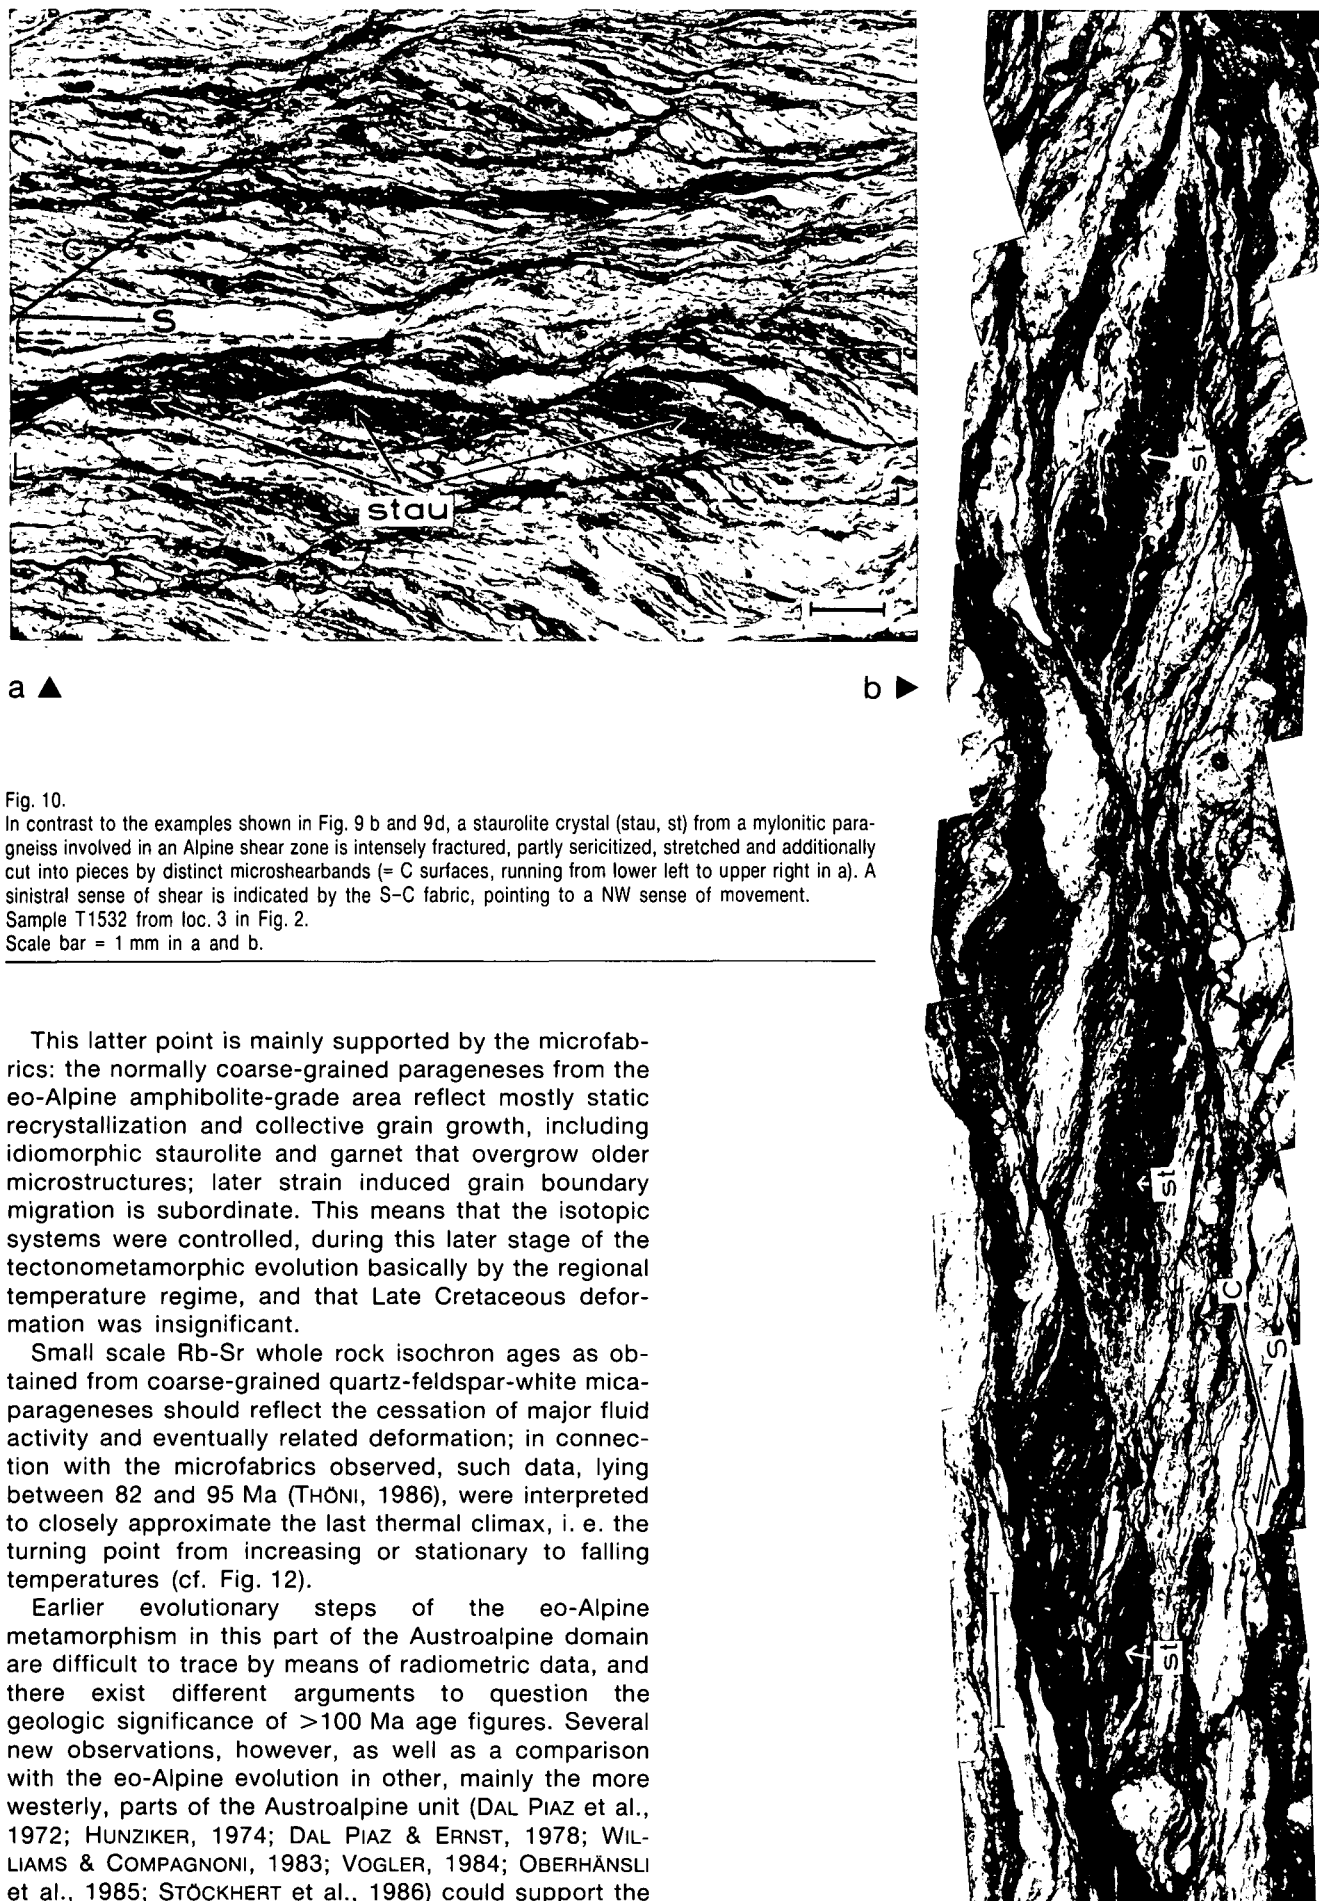 C
S
stau
a ▲
b ►
st
st
C
S
st
Fig. 10.
In contrast to the examples shown in Fig. 9 b and 9d, a staurolite crystal (stau, st) from a mylonitic para-
gneiss involved in an Alpine shear zone is intensely fractured, partly sericitized, stretched and additionally
cut into pieces by distinct microshearbands (= C surfaces, running from lower left to upper right in a). A
sinistral sense of shear is indicated by the S–C fabric, pointing to a NW sense of movement.
Sample T1532 from loc. 3 in Fig. 2.
Scale bar = 1 mm in a and b.
This latter point is mainly supported by the microfab-
rics: the normally coarse-grained parageneses from the
eo-Alpine amphibolite-grade area reflect mostly static
recrystallization and collective grain growth, including
idiomorphic staurolite and garnet that overgrow older
microstructures; later strain induced grain boundary
migration is subordinate. This means that the isotopic
systems were controlled, during this later stage of the
tectonometamorphic evolution basically by the regional
temperature regime, and that Late Cretaceous defor-
mation was insignificant.
Small scale Rb-Sr whole rock isochron ages as ob-
tained from coarse-grained quartz-feldspar-white mica-
parageneses should reflect the cessation of major fluid
activity and eventually related deformation; in connec-
tion with the microfabrics observed, such data, lying
between 82 and 95 Ma (THÖNI, 1986), were interpreted
to closely approximate the last thermal climax, i. e. the
turning point from increasing or stationary to falling
temperatures (cf. Fig. 12).
Earlier evolutionary steps of the eo-Alpine
metamorphism in this part of the Austroalpine domain
are difficult to trace by means of radiometric data, and
there exist different arguments to question the
geologic significance of >100 Ma age figures. Several
new observations, however, as well as a comparison
with the eo-Alpine evolution in other, mainly the more
westerly, parts of the Austroalpine unit (DAL PIAZ et al.,
1972; HUNZIKER, 1974; DAL PIAZ & ERNST, 1978; WIL-
LIAMS & COMPAGNONI, 1983; VOGLER, 1984; OBERHÄNSLI
et al., 1985; STÖCKHERT et al., 1986) could support the